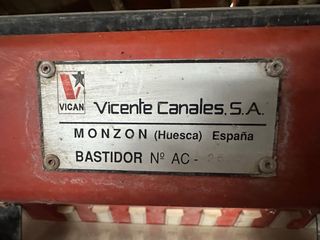 VICAN Vicente Canales, S.A.
MONZON (Huesca) España
BASTIDOR Nº AC -